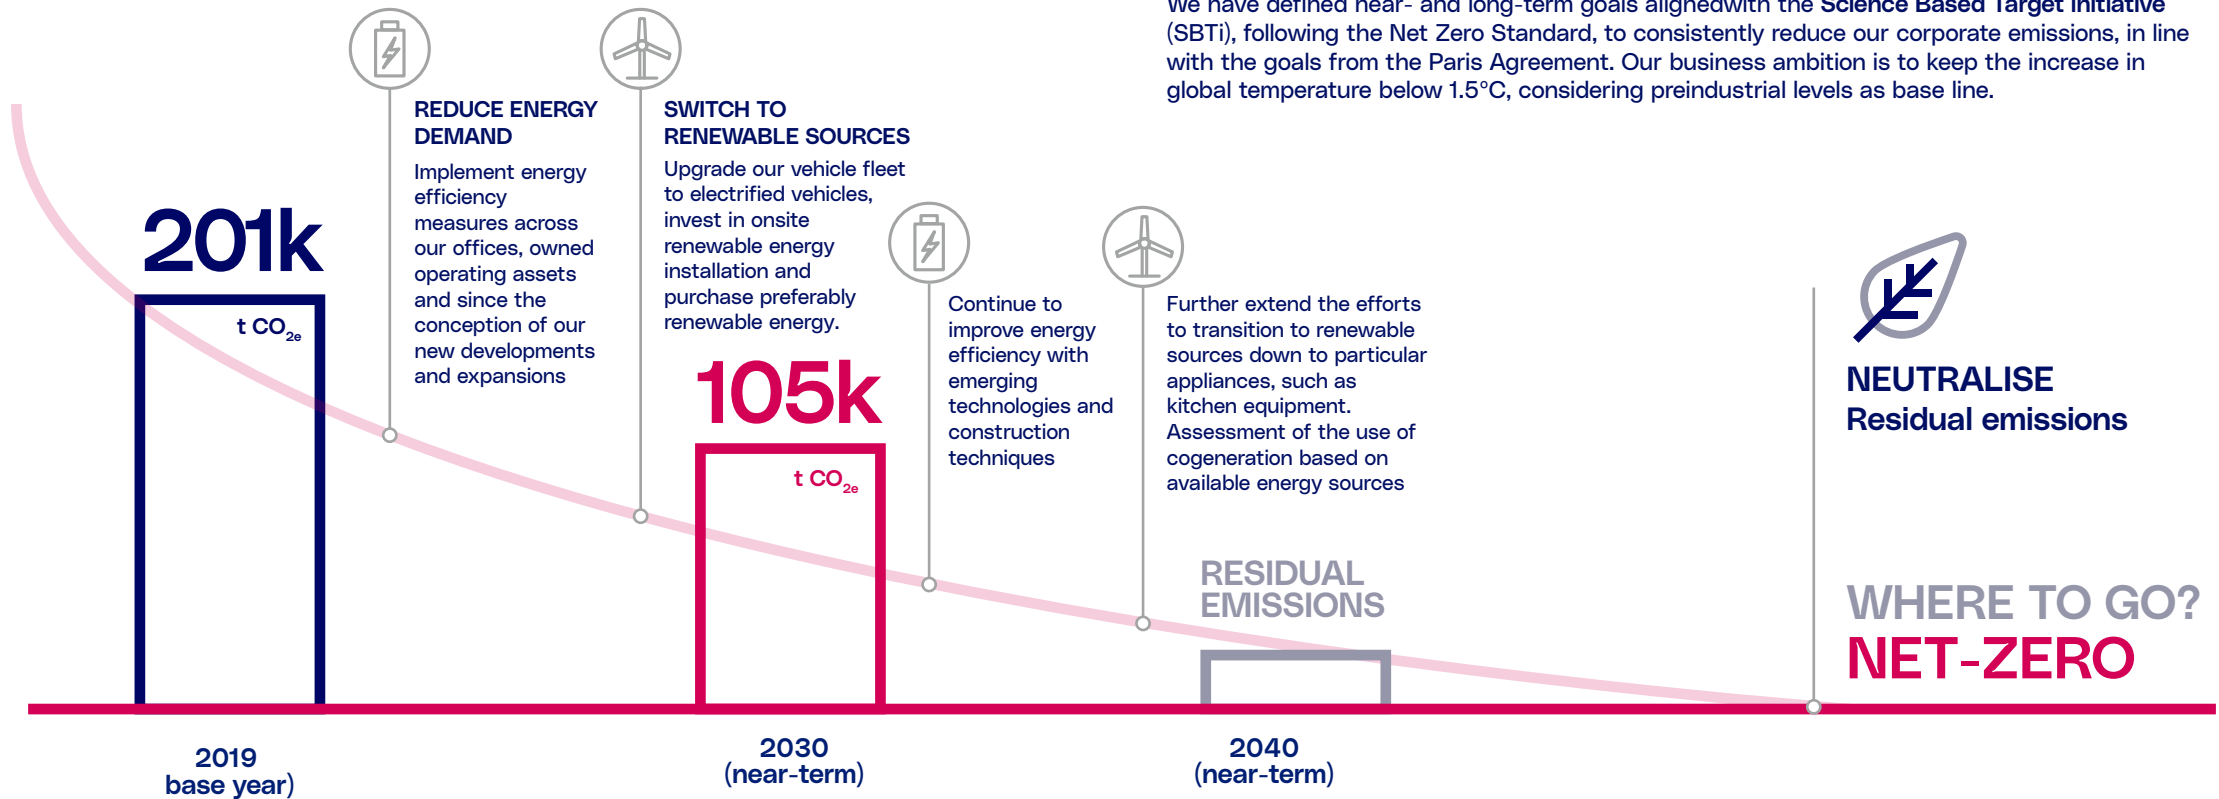 We have defined near- and long-term goals alignedwith the Science Based Target Initiative
(SBTi), following the Net Zero Standard, to consistently reduce our corporate emissions, in line
with the goals from the Paris Agreement. Our business ambition is to keep the increase in
global temperature below 1.5°C, considering preindustrial levels as base line.
REDUCE ENERGY
DEMAND
Implement energy
efficiency
measures across
our offices, owned
operating assets
and since the
conception of our
new developments
and expansions
SWITCH TO
RENEWABLE SOURCES
Upgrade our vehicle fleet
to electrified vehicles,
invest in onsite
renewable energy
installation and
purchase preferably
renewable energy.
201k
t CO2e
105k
t CO2e
Continue to
improve energy
efficiency with
emerging
technologies and
construction
techniques
Further extend the efforts
to transition to renewable
sources down to particular
appliances, such as
kitchen equipment.
Assessment of the use of
cogeneration based on
available energy sources
RESIDUAL
EMISSIONS
NEUTRALISE
Residual emissions
WHERE TO GO?
NET-ZERO
2019
base year)
2030
(near-term)
2040
(near-term)